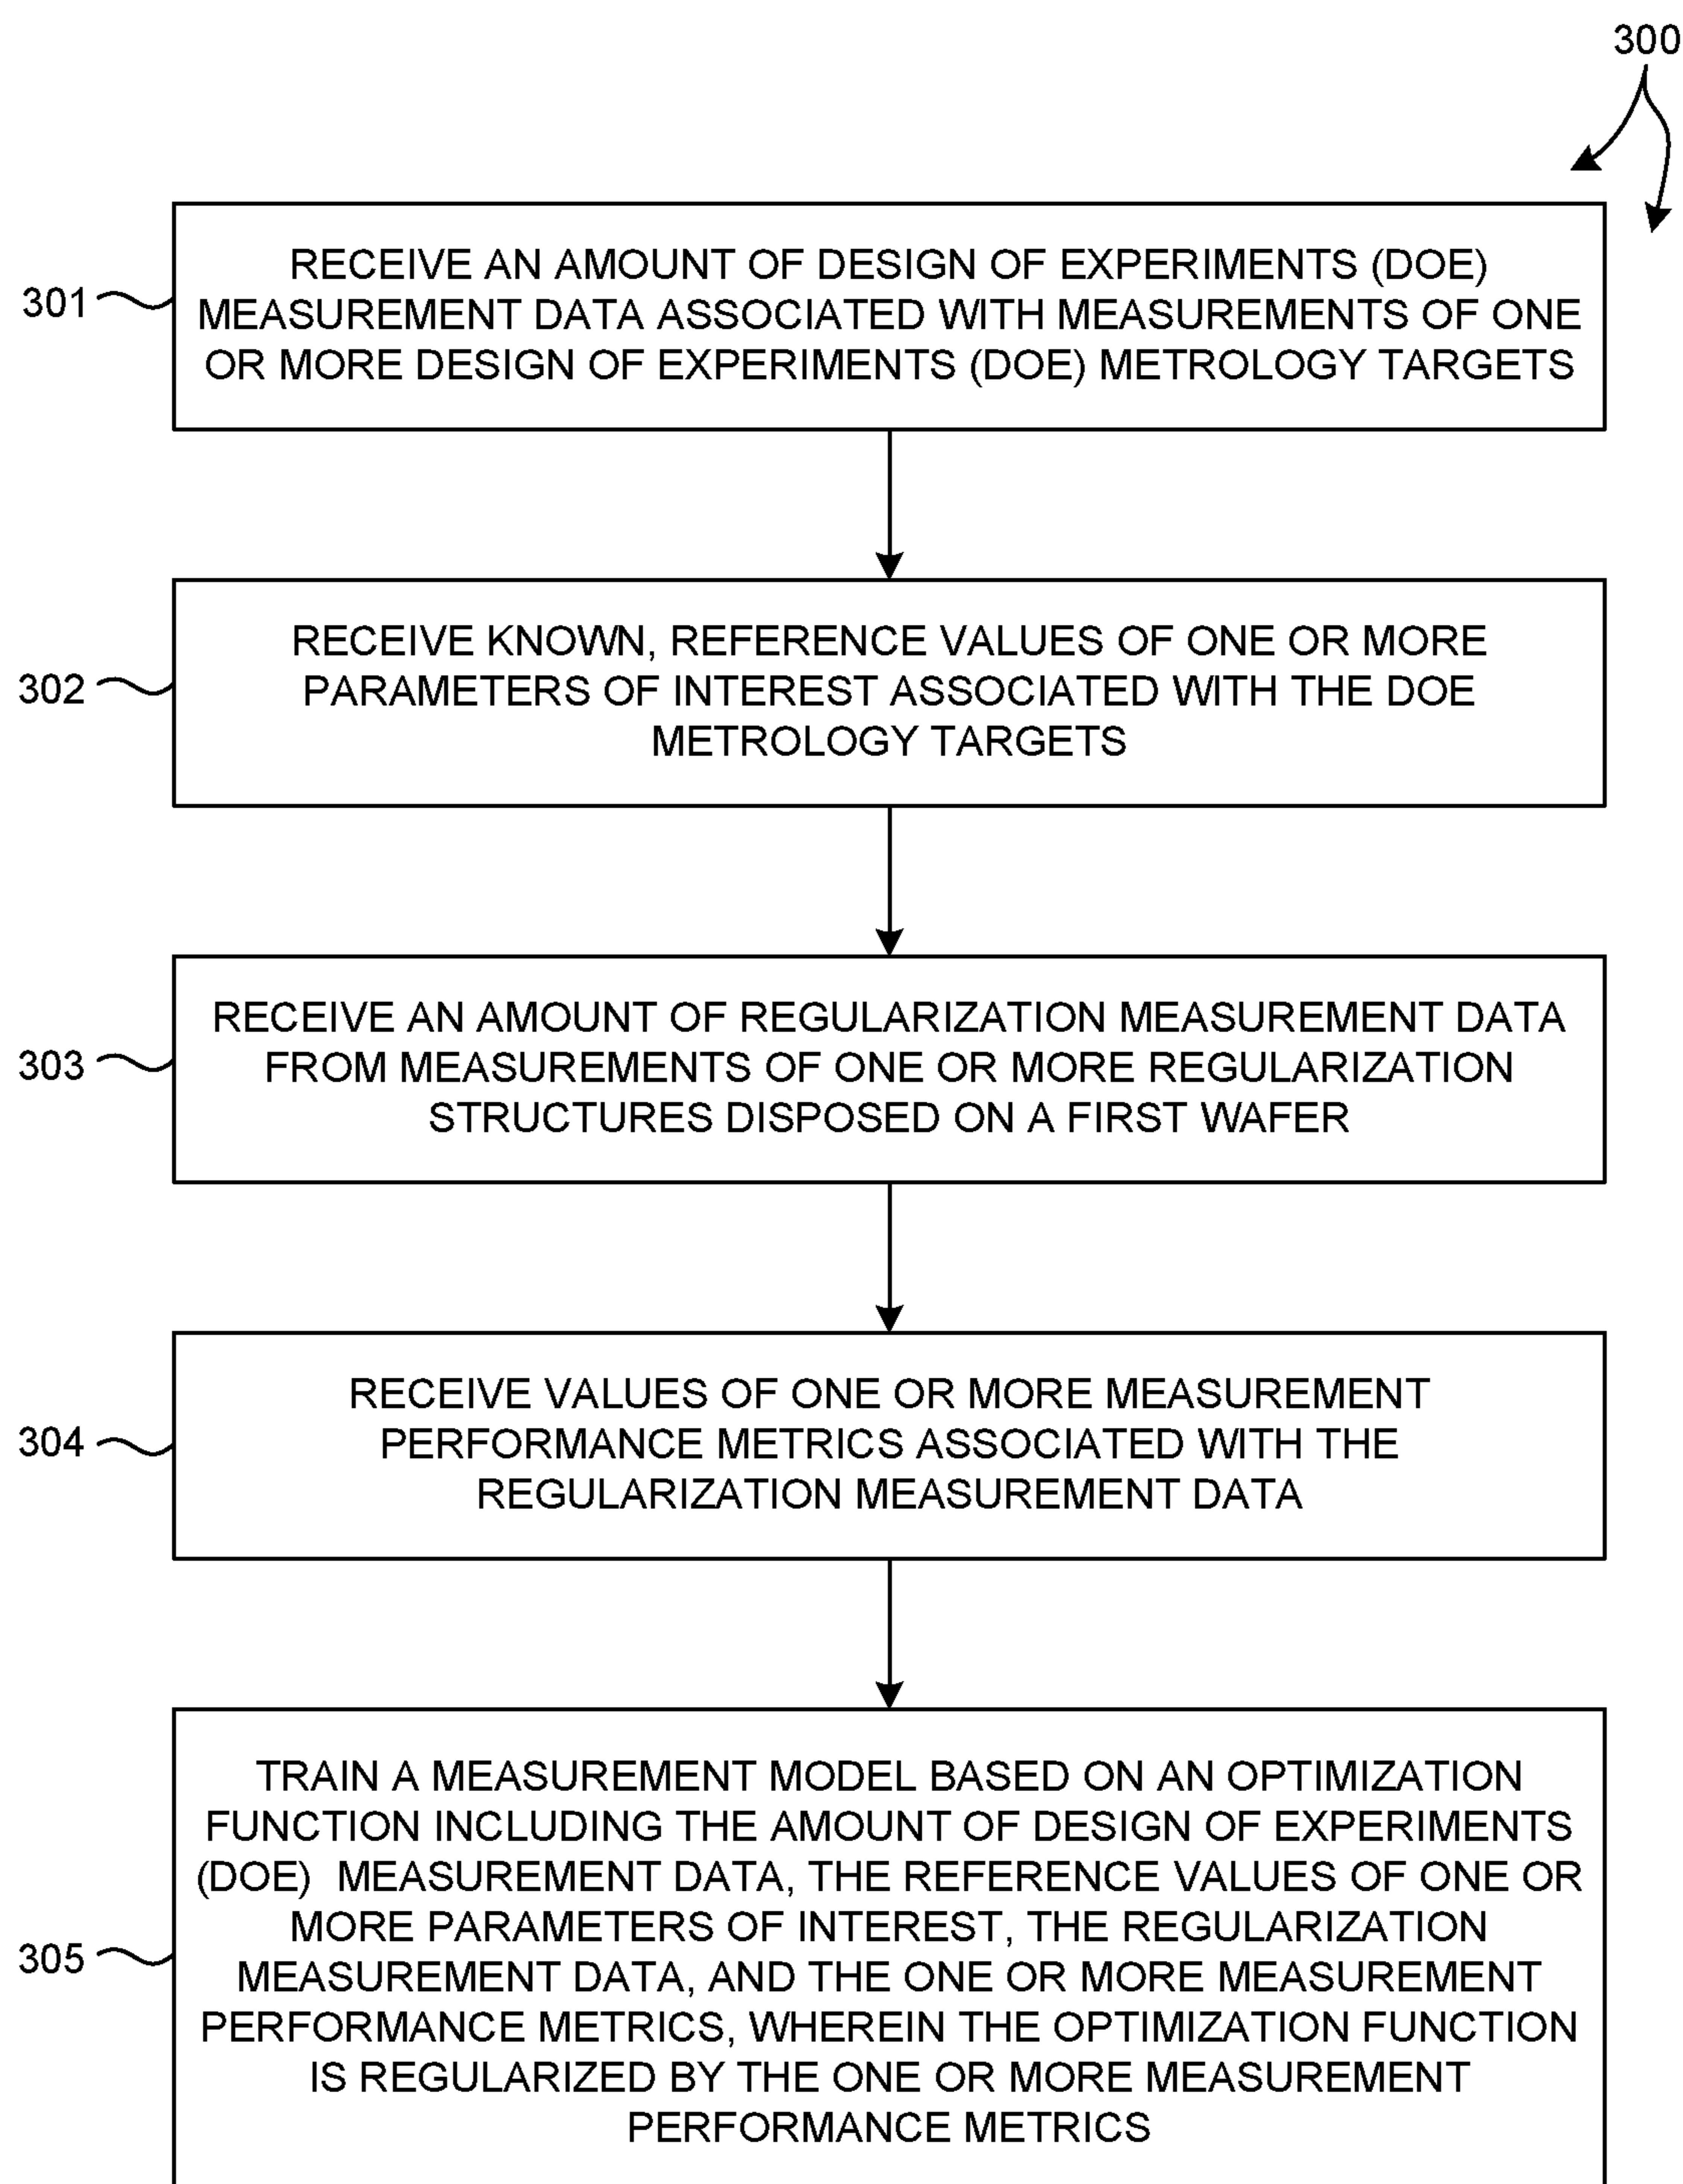 300
301
RECEIVE AN AMOUNT OF DESIGN OF EXPERIMENTS (DOE)
MEASUREMENT DATA ASSOCIATED WITH MEASUREMENTS OF ONE
OR MORE DESIGN OF EXPERIMENTS (DOE) METROLOGY TARGETS
302
RECEIVE KNOWN, REFERENCE VALUES OF ONE OR MORE
PARAMETERS OF INTEREST ASSOCIATED WITH THE DOE
METROLOGY TARGETS
303
RECEIVE AN AMOUNT OF REGULARIZATION MEASUREMENT DATA
FROM MEASUREMENTS OF ONE OR MORE REGULARIZATION
STRUCTURES DISPOSED ON A FIRST WAFER
304
RECEIVE VALUES OF ONE OR MORE MEASUREMENT
PERFORMANCE METRICS ASSOCIATED WITH THE
REGULARIZATION MEASUREMENT DATA
305
TRAIN A MEASUREMENT MODEL BASED ON AN OPTIMIZATION
FUNCTION INCLUDING THE AMOUNT OF DESIGN OF EXPERIMENTS
(DOE) MEASUREMENT DATA, THE REFERENCE VALUES OF ONE OR
MORE PARAMETERS OF INTEREST, THE REGULARIZATION
MEASUREMENT DATA, AND THE ONE OR MORE MEASUREMENT
PERFORMANCE METRICS, WHEREIN THE OPTIMIZATION FUNCTION
IS REGULARIZED BY THE ONE OR MORE MEASUREMENT
PERFORMANCE METRICS